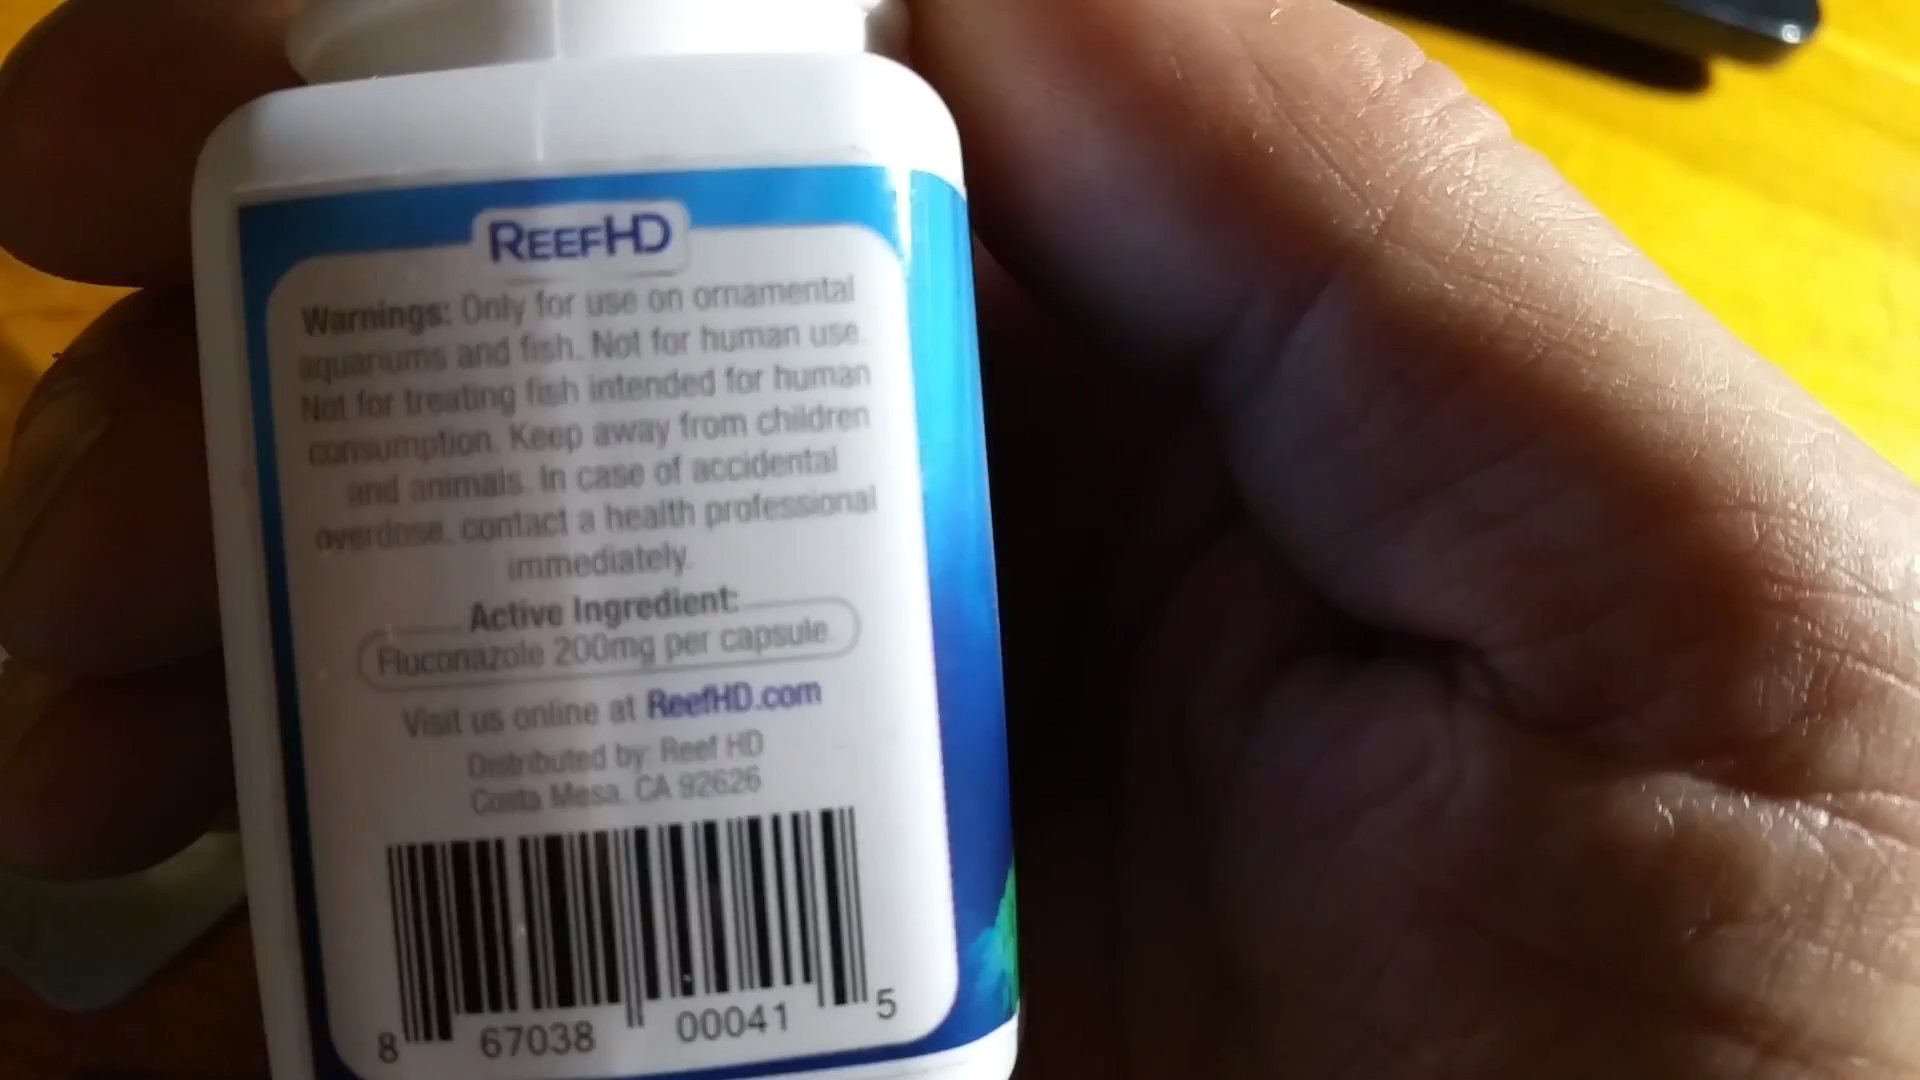 REEFHD
Warnings: Only for use on ornamental
aquariums and fish. Not for human use.
Not for treating fish intended for human
consumption. Keep away from children
and animals. In case of accidental
overdose, contact a health professional
immediately.
Active Ingredient:
Fluconazole 200mg per capsule
Visit us online at ReefHD.com
Distributed by: Reef HD
Costa Mesa, CA 92626
8 67038 00041 5